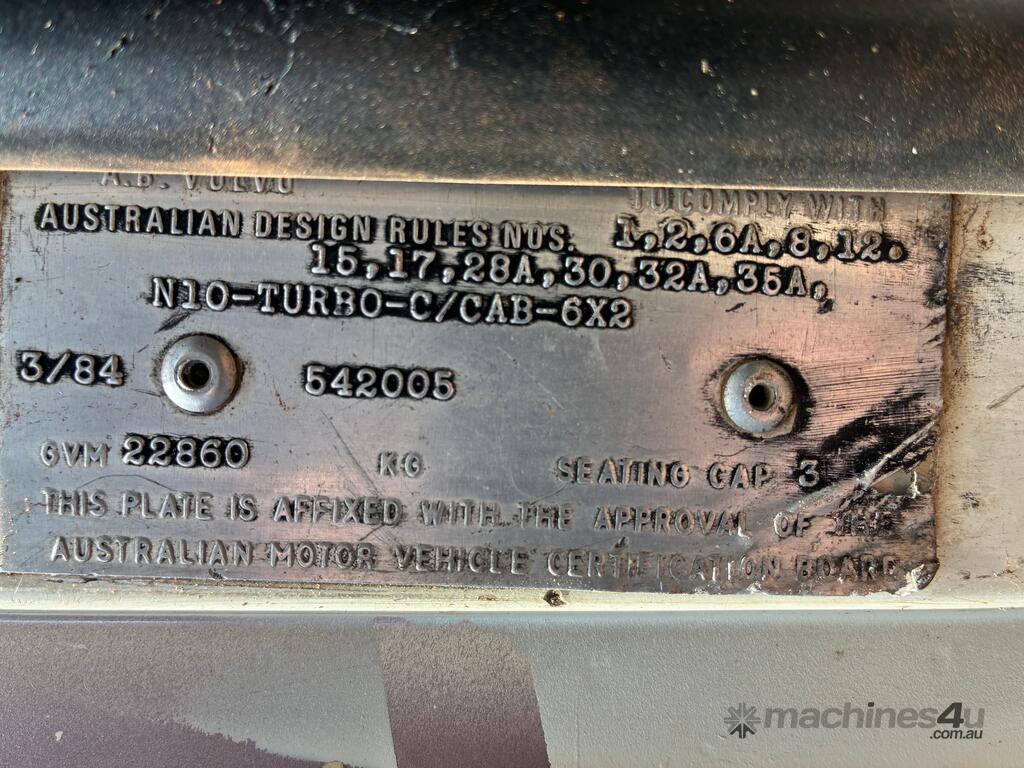 A.B. VOLVO
TO COMPLY WITH
AUSTRALIAN DESIGN RULES NOS. 1,2,6A,8,12.
15,17,28A,30,32A,35A,
N10-TURBO-C/CAB-6X2
3/84 542005
GVM 22860 KG SEATING CAP 3
THIS PLATE IS AFFIXED WITH THE APPROVAL OF THE
AUSTRALIAN MOTOR VEHICLE CERTIFICATION BOARD
machines4u
.com.au